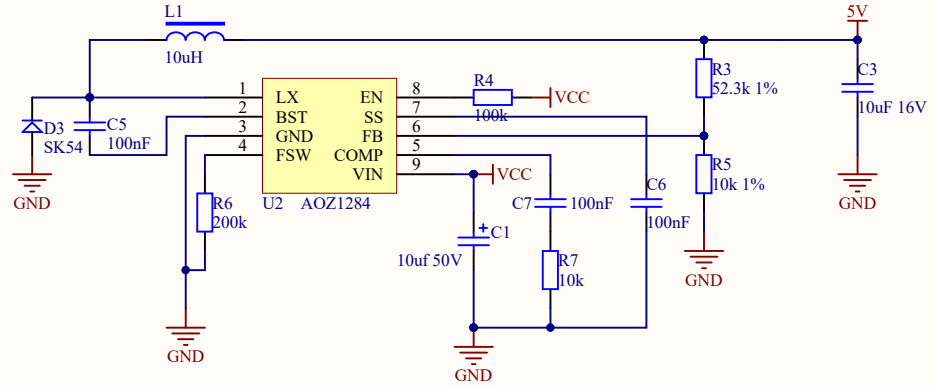 L1
5V
10uH
R3
52.3k 1%
C3
10uF 16V
1
LX
EN
8
R4
100k
VCC
2
BST
SS
7
D3
SK54
C5
100nF
3
GND
FB
6
4
FSW
COMP
5
VIN
9
VCC
R5
10k 1%
GND
U2
AOZ1284
R6
200k
C6
100nF
C7
100nF
GND
C1
10uf 50V
R7
10k
GND
GND
GND